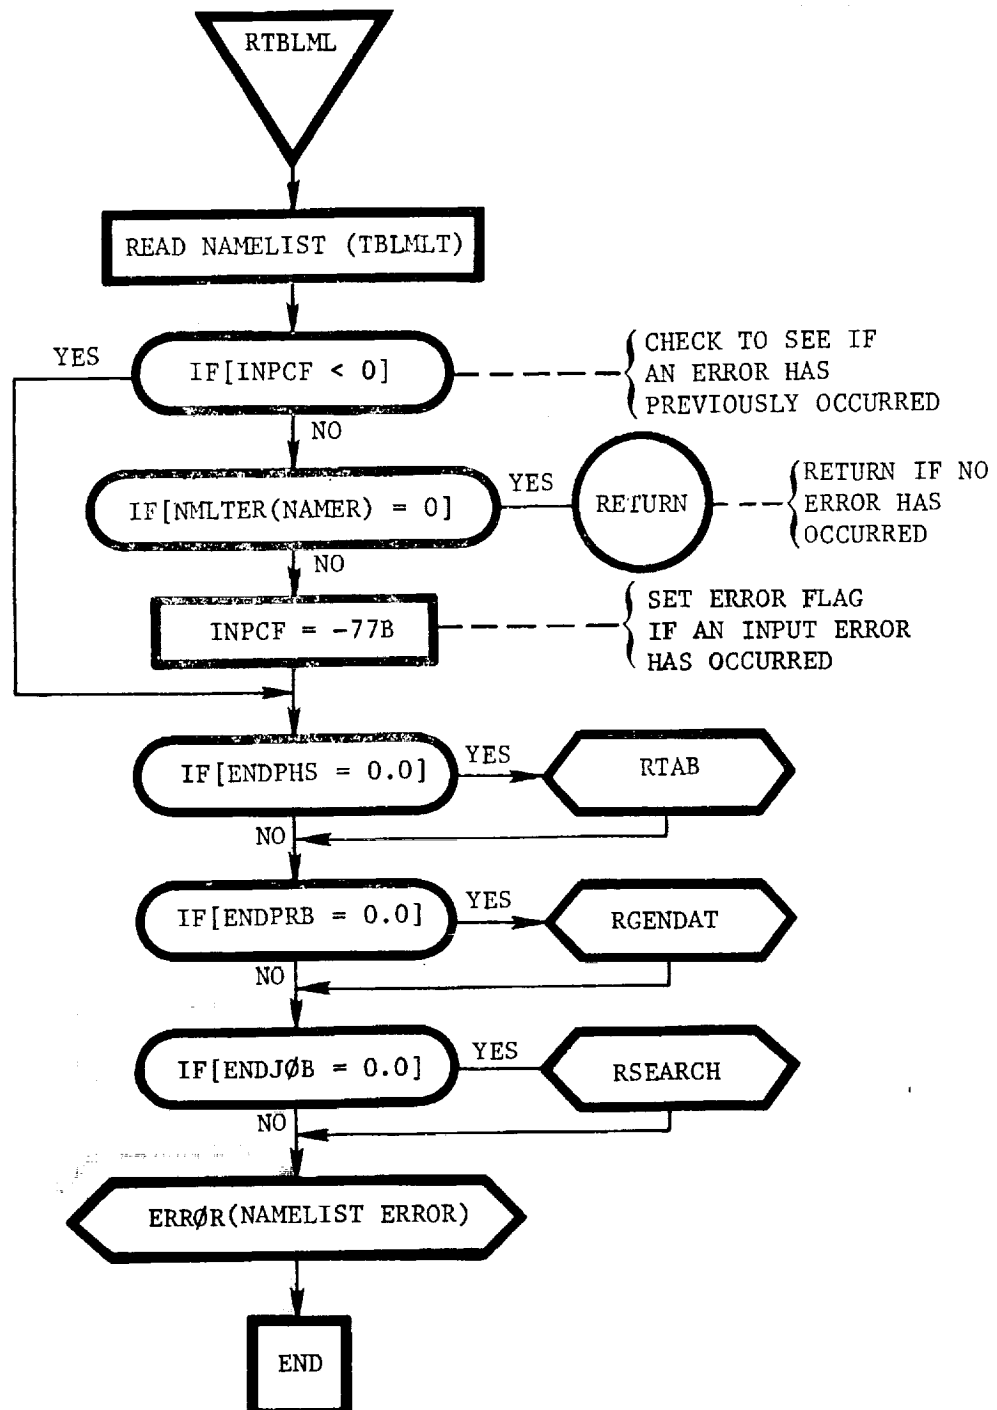 RTBLML
READ NAMELIST (TBLMLT)
YES
IF[INPCF < 0]
CHECK TO SEE IF
AN ERROR HAS
PREVIOUSLY OCCURRED
NO
IF[NMLTER(NAMER) = 0]
YES
RETURN
RETURN IF NO
ERROR HAS
OCCURRED
NO
INPCF = -77B
SET ERROR FLAG
IF AN INPUT ERROR
HAS OCCURRED
IF[ENDPHS = 0.0]
YES
RTAB
NO
IF[ENDPRB = 0.0]
YES
RGENDAT
NO
IF[ENDJØB = 0.0]
YES
RSEARCH
NO
ERRØR(NAMELIST ERROR)
END